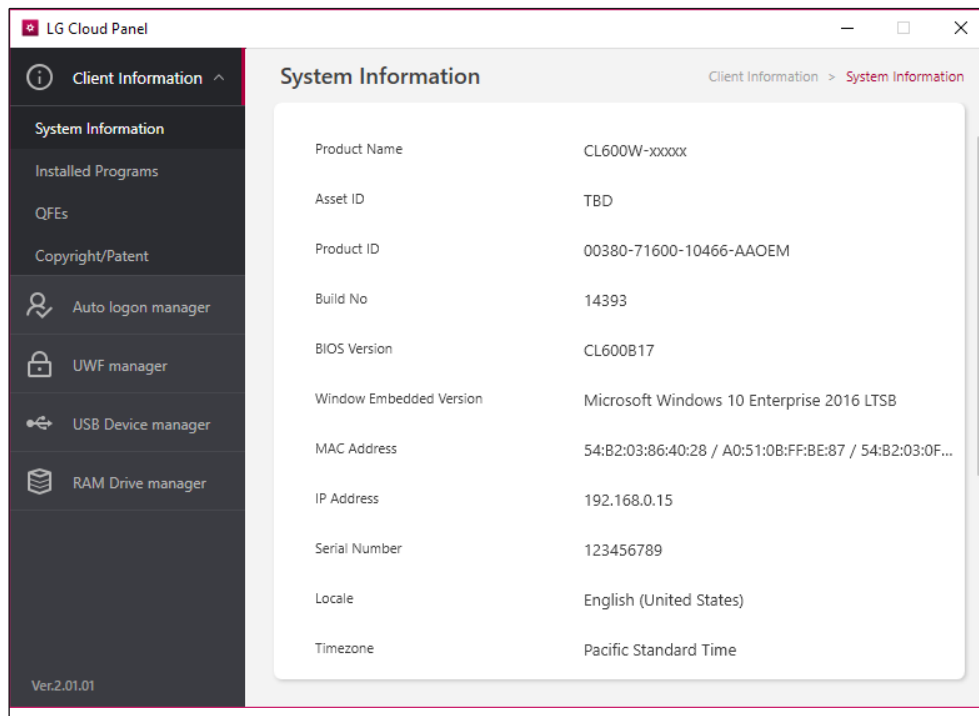 LG Cloud Panel
Client Information
System Information
Installed Programs
QFEs
Copyright/Patent
Auto logon manager
UWF manager
USB Device manager
RAM Drive manager
Ver.2.01.01
System Information
Client Information > System Information
Product Name CL600W-xxxxx
Asset ID TBD
Product ID 00380-71600-10466-AAOEM
Build No 14393
BIOS Version CL600B17
Window Embedded Version Microsoft Windows 10 Enterprise 2016 LTSB
MAC Address 54:B2:03:86:40:28 / A0:51:0B:FF:BE:87 / 54:B2:03:0F...
IP Address 192.168.0.15
Serial Number 123456789
Locale English (United States)
Timezone Pacific Standard Time